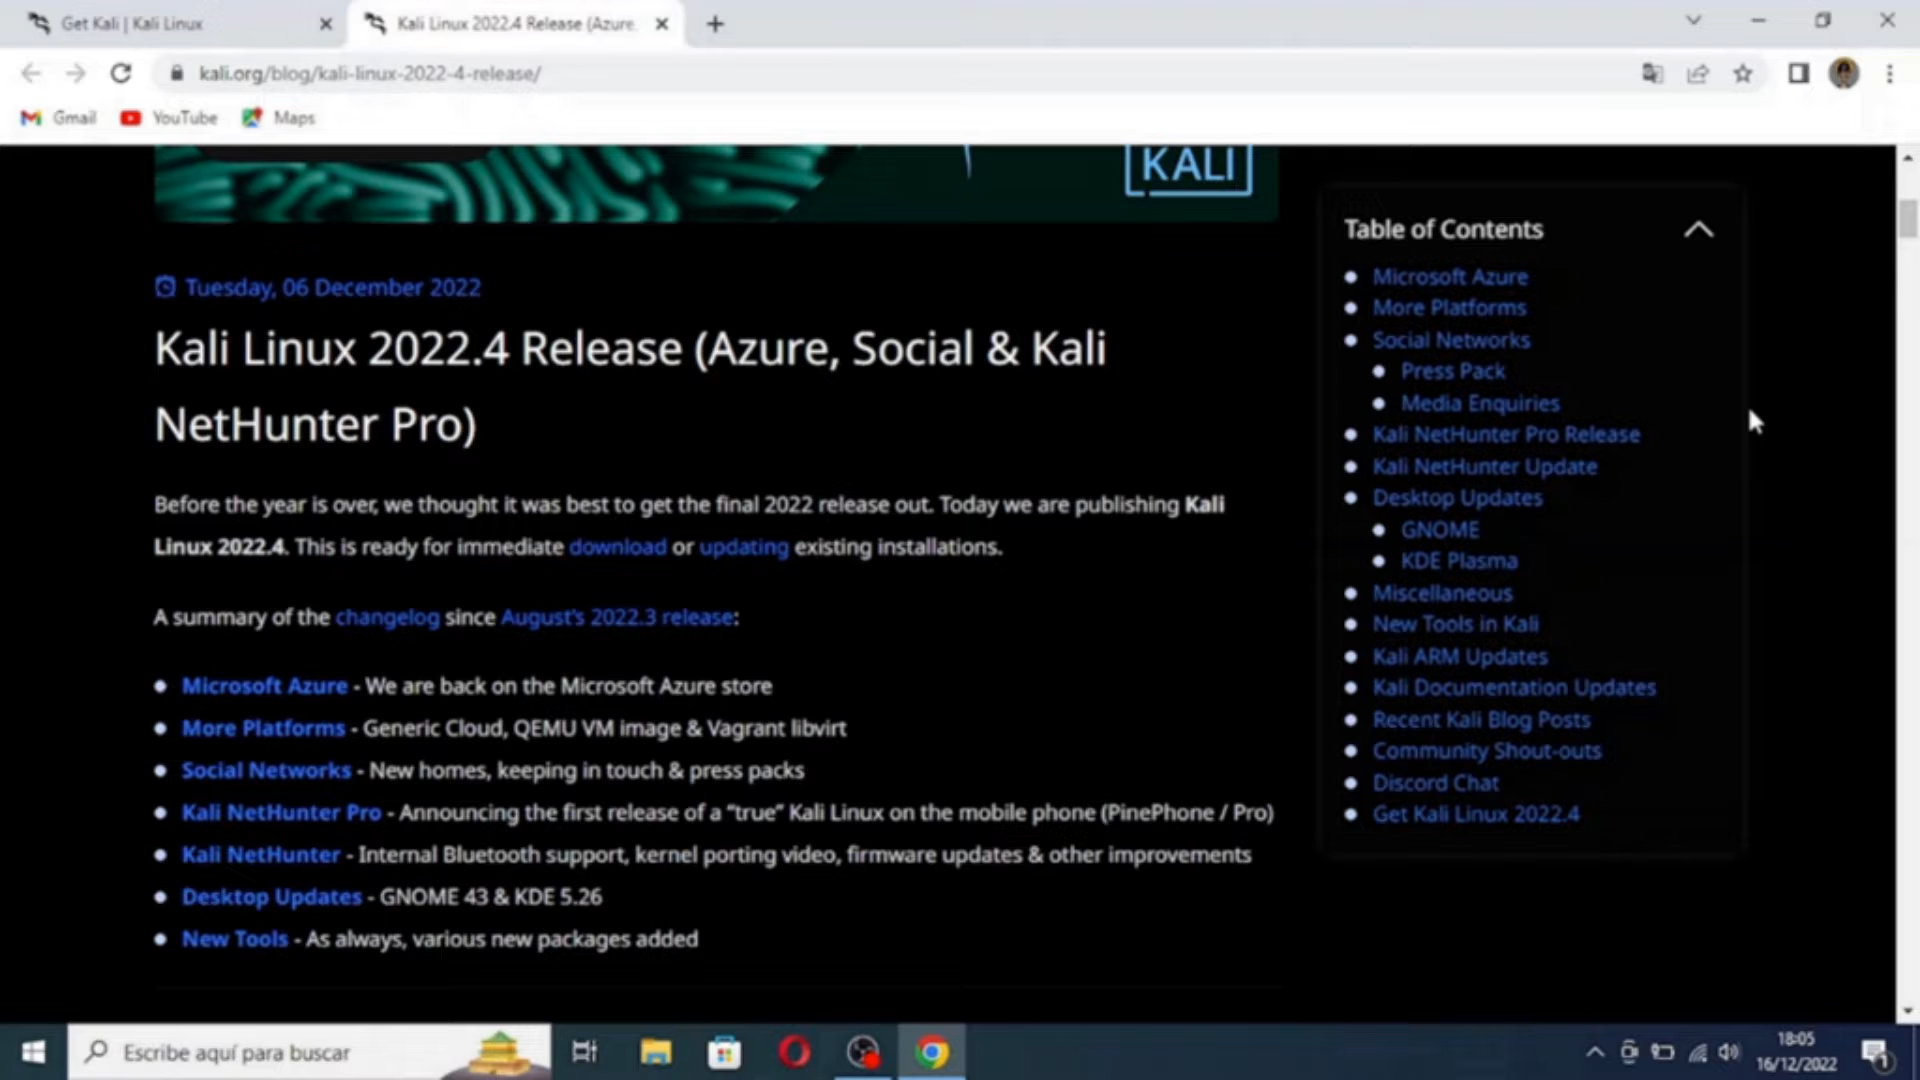 Get Kali | Kali Linux
Kali Linux 2022.4 Release (Azure,
kali.org/blog/kali-linux-2022-4-release/
Gmail
YouTube
Maps
KALI
Tuesday, 06 December 2022
Kali Linux 2022.4 Release (Azure, Social & Kali
NetHunter Pro)
Before the year is over, we thought it was best to get the final 2022 release out. Today we are publishing Kali
Linux 2022.4. This is ready for immediate download or updating existing installations.
A summary of the changelog since August's 2022.3 release:
Microsoft Azure - We are back on the Microsoft Azure store
More Platforms - Generic Cloud, QEMU VM image & Vagrant libvirt
Social Networks - New homes, keeping in touch & press packs
Kali NetHunter Pro - Announcing the first release of a “true” Kali Linux on the mobile phone (PinePhone / Pro)
Kali NetHunter - Internal Bluetooth support, kernel porting video, firmware updates & other improvements
Desktop Updates - GNOME 43 & KDE 5.26
New Tools - As always, various new packages added
Table of Contents
Microsoft Azure
More Platforms
Social Networks
Press Pack
Media Enquiries
Kali NetHunter Pro Release
Kali NetHunter Update
Desktop Updates
GNOME
KDE Plasma
Miscellaneous
New Tools in Kali
Kali ARM Updates
Kali Documentation Updates
Recent Kali Blog Posts
Community Shout-outs
Discord Chat
Get Kali Linux 2022.4
Escribe aquí para buscar
18:05
16/12/2022
1